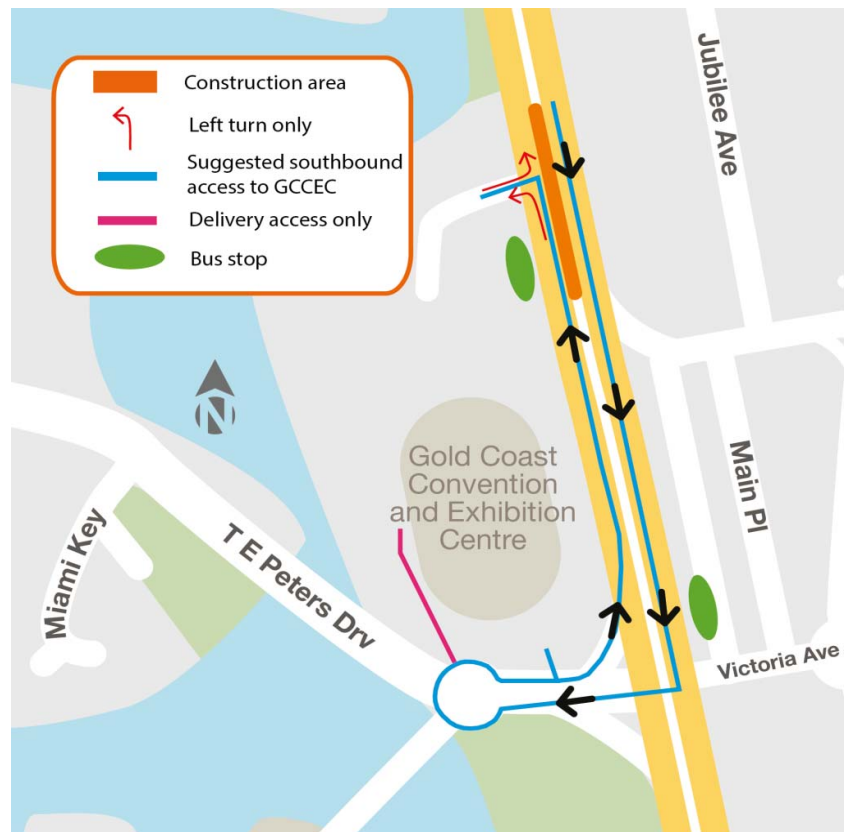 Construction area
Left turn only
Suggested southbound
access to GCCEC
Delivery access only
Bus stop
Jubilee Ave
N
Gold Coast
Convention
and Exhibition
Centre
Main Pl
Miami Key
T E Peters Drv
Victoria Ave